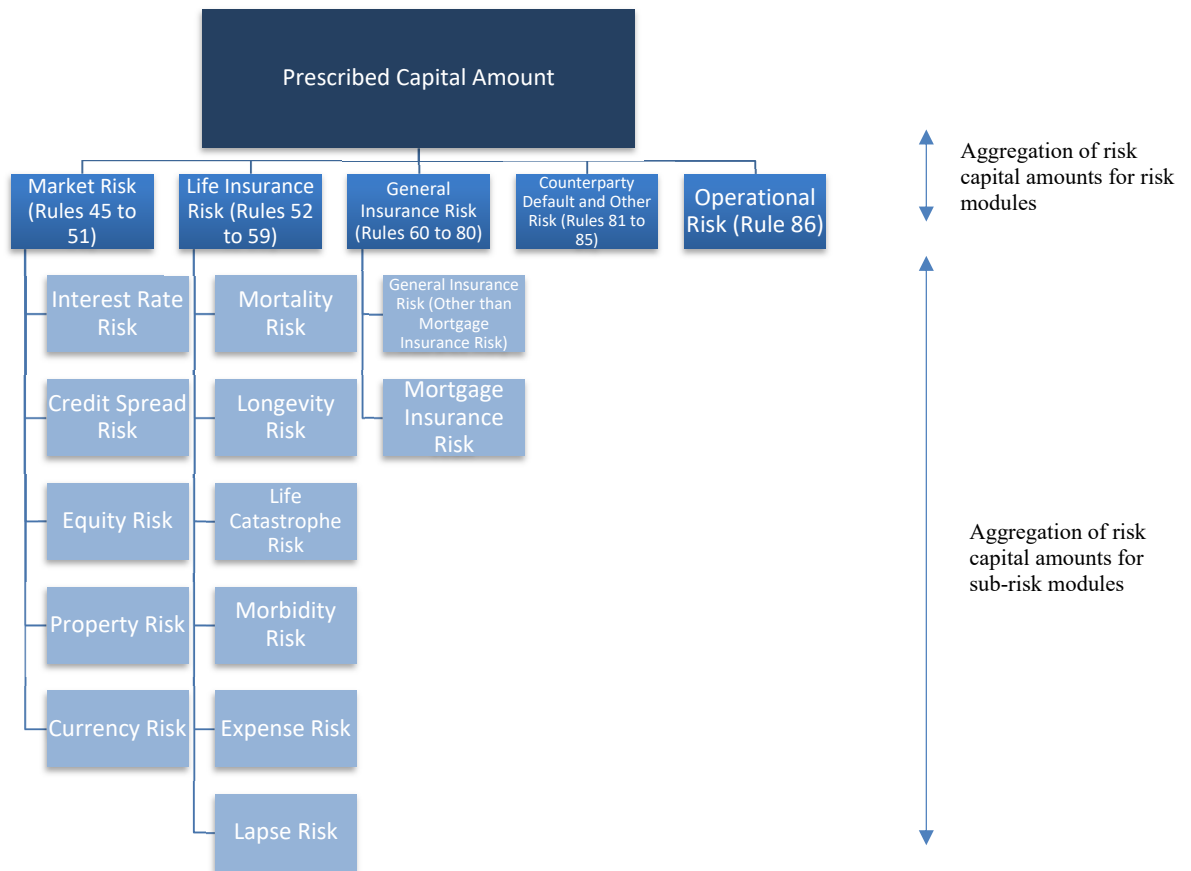 Prescribed Capital Amount
Aggregation of risk
capital amounts for risk
modules
Market Risk
(Rules 45 to
51)
Life Insurance
Risk (Rules 52
to 59)
General
Insurance Risk
(Rules 60 to 80)
Counterparty
Default and Other
Risk (Rules 81 to
85)
Operational
Risk (Rule 86)
Interest Rate
Risk
Mortality
Risk
General Insurance
Risk (Other than
Mortgage
Insurance Risk)
Credit Spread
Risk
Longevity
Risk
Mortgage
Insurance
Risk
Equity Risk
Life
Catastrophe
Risk
Aggregation of risk
capital amounts for
sub-risk modules
Property Risk
Morbidity
Risk
Currency Risk
Expense Risk
Lapse Risk